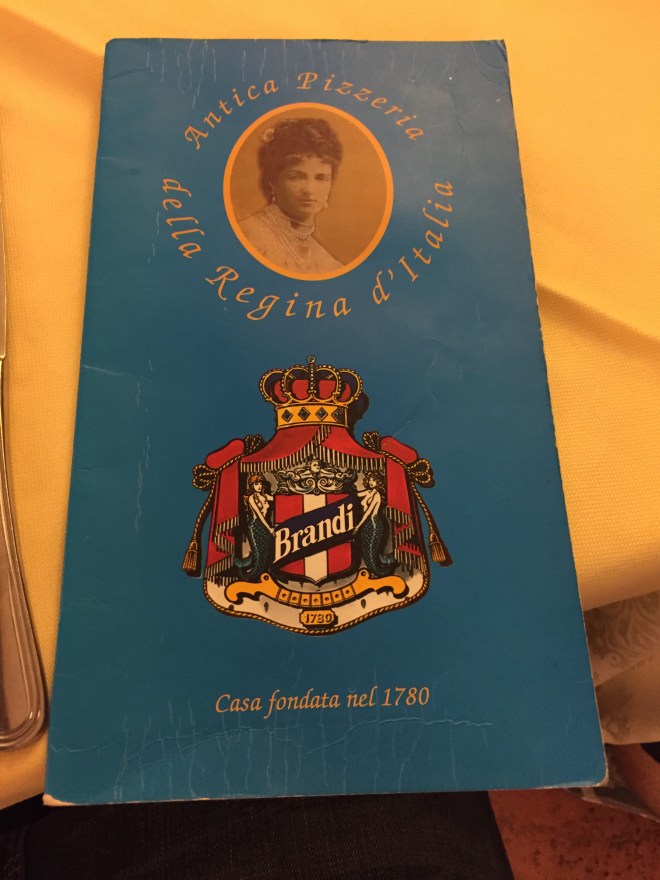 Antica Pizzeria
della Regina d'Italia
Brandi
1780
Casa fondata nel 1780